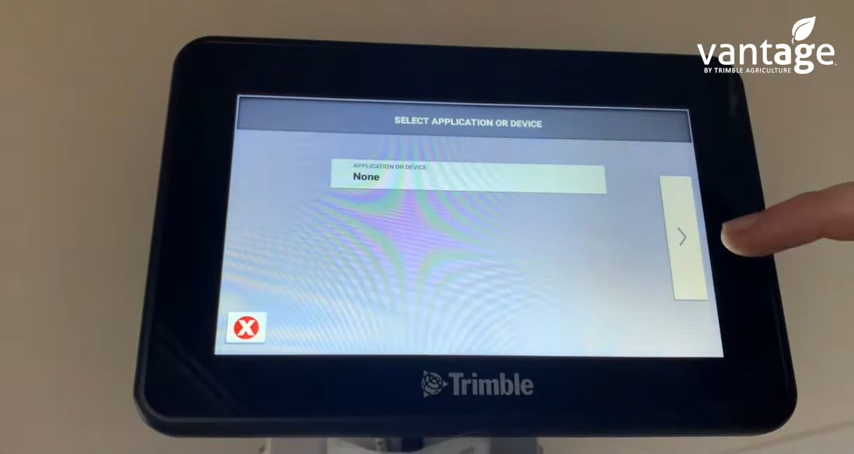 vantage
BY TRIMBLE AGRICULTURE
SELECT APPLICATION OR DEVICE
APPLICATION OR DEVICE:
None
X
Trimble